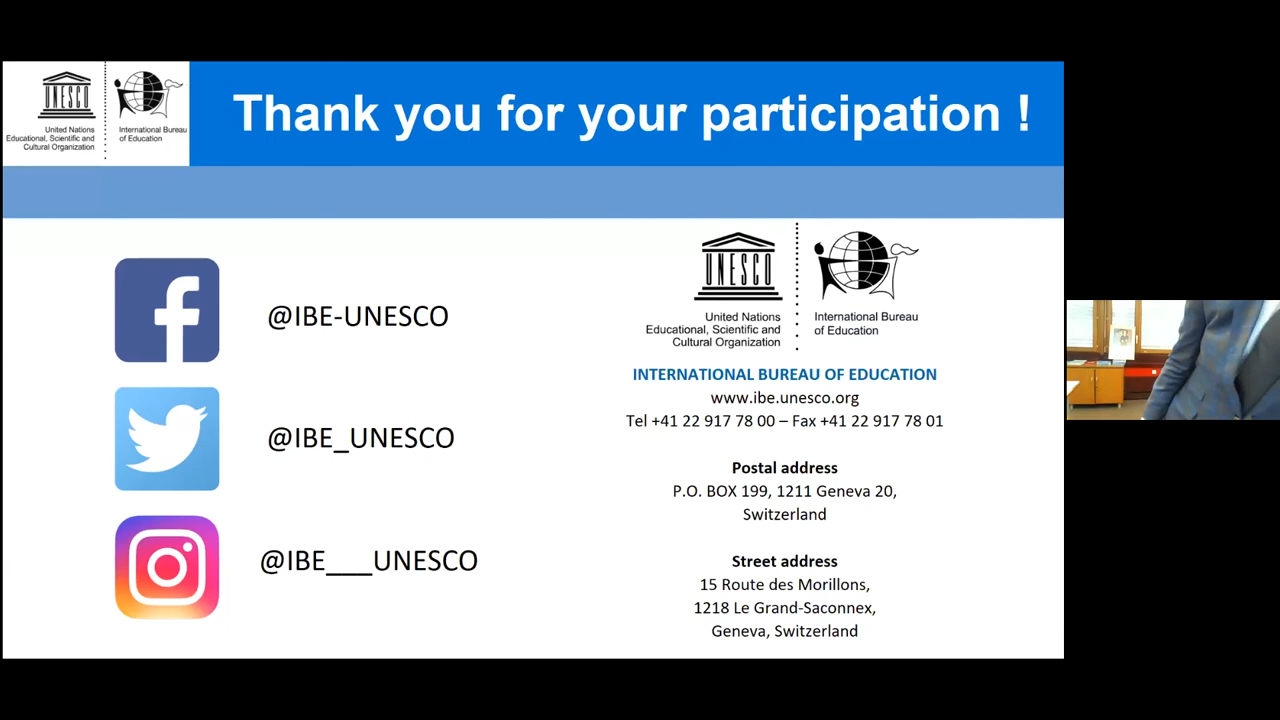 UNESCO
United Nations
Educational, Scientific and
Cultural Organization
International Bureau
of Education
Thank you for your participation !
@IBE-UNESCO
@IBE_UNESCO
@IBE___UNESCO
UNESCO
United Nations
Educational, Scientific and
Cultural Organization
International Bureau
of Education
INTERNATIONAL BUREAU OF EDUCATION
www.ibe.unesco.org
Tel +41 22 917 78 00 – Fax +41 22 917 78 01
Postal address
P.O. BOX 199, 1211 Geneva 20,
Switzerland
Street address
15 Route des Morillons,
1218 Le Grand-Saconnex,
Geneva, Switzerland